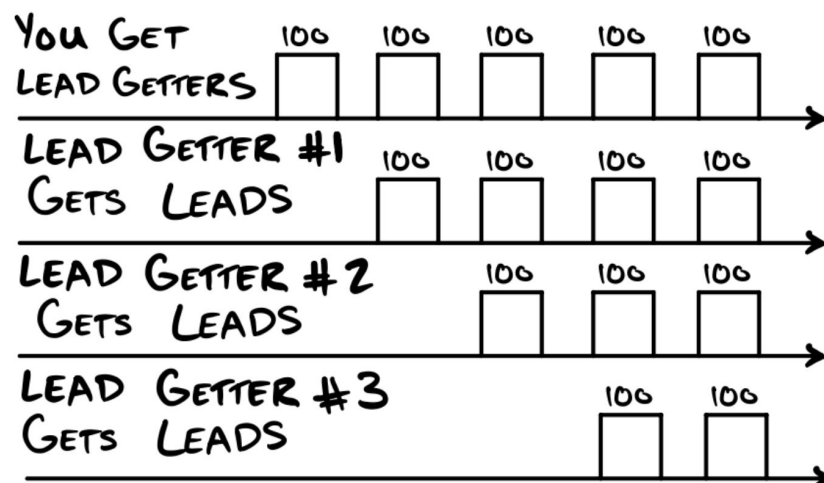 You GET
LEAD GETTERS
100 100 100 100 100
LEAD GETTER #1
GETS LEADS
100 100 100 100
LEAD GETTER #2
GETS LEADS
100 100 100
LEAD GETTER #3
GETS LEADS
100 100